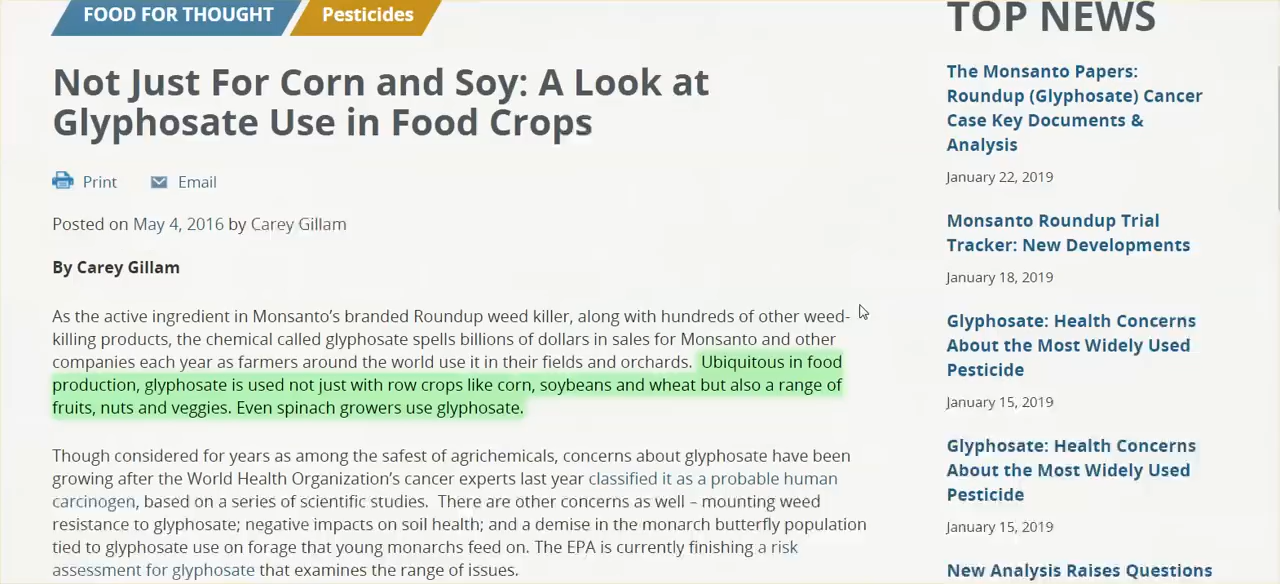 FOOD FOR THOUGHT
Pesticides
Not Just For Corn and Soy: A Look at
Glyphosate Use in Food Crops
Print
Email
Posted on May 4, 2016 by Carey Gillam
By Carey Gillam
As the active ingredient in Monsanto’s branded Roundup weed killer, along with hundreds of other weed-
killing products, the chemical called glyphosate spells billions of dollars in sales for Monsanto and other
companies each year as farmers around the world use it in their fields and orchards.  Ubiquitous in food
production, glyphosate is used not just with row crops like corn, soybeans and wheat but also a range of
fruits, nuts and veggies. Even spinach growers use glyphosate.
Though considered for years as among the safest of agrichemicals, concerns about glyphosate have been
growing after the World Health Organization’s cancer experts last year classified it as a probable human
carcinogen, based on a series of scientific studies.  There are other concerns as well – mounting weed
resistance to glyphosate; negative impacts on soil health; and a demise in the monarch butterfly population
tied to glyphosate use on forage that young monarchs feed on. The EPA is currently finishing a risk
assessment for glyphosate that examines the range of issues.
TOP NEWS
The Monsanto Papers:
Roundup (Glyphosate) Cancer
Case Key Documents &
Analysis
January 22, 2019
Monsanto Roundup Trial
Tracker: New Developments
January 18, 2019
Glyphosate: Health Concerns
About the Most Widely Used
Pesticide
January 15, 2019
Glyphosate: Health Concerns
About the Most Widely Used
Pesticide
January 15, 2019
New Analysis Raises Questions